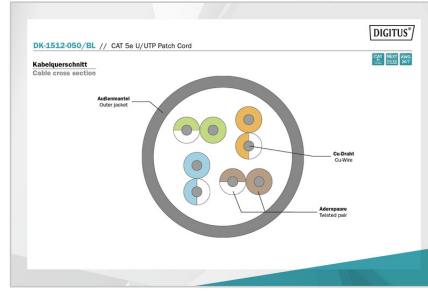 DIGITUS®
DK-1512-050/BL // CAT 5e U/UTP Patch Cord
Kabelquerschnitt
Cable cross section
Außenmantel
Outer jacket
Cu-Draht
Cu-Wire
Adernpaare
Twisted pair